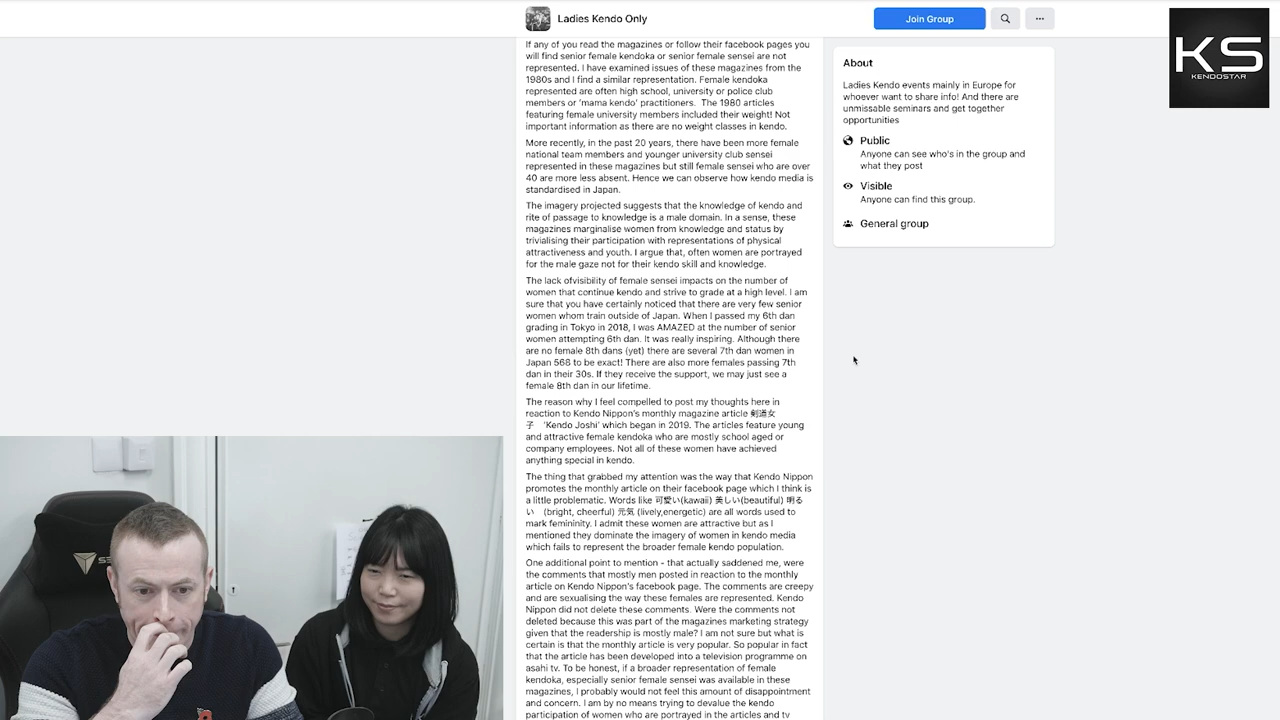 Ladies Kendo Only
Join Group
KS
KENDOSTAR
If any of you read the magazines or follow their facebook pages you
will find senior female kendoka or senior female sensei are not
represented. I have examined issues of these magazines from the
1980s and I find a similar representation. Female kendoka
represented are often high school, university or police club
members or 'mama kendo' practitioners. The 1980 articles
featuring female university members included their weight! Not
important information as there are no weight classes in kendo.
More recently, in the past 20 years, there have been more female
national team members and younger university club sensei
represented in these magazines but still female sensei who are over
40 are more less absent. Hence we can observe how kendo media is
standardised in Japan.
The imagery projected suggests that the knowledge of kendo and
rite of passage to knowledge is a male domain. In a sense, these
magazines marginalise women from knowledge and status by
trivialising their participation with representations of physical
attractiveness and youth. I argue that, often women are portrayed
for the male gaze not for their kendo skill and knowledge.
The lack ofvisibility of female sensei impacts on the number of
women that continue kendo and strive to grade at a high level. I am
sure that you have certainly noticed that there are very few senior
women whom train outside of Japan. When I passed my 6th dan
grading in Tokyo in 2018, I was AMAZED at the number of senior
women attempting 6th dan. It was really inspiring. Although there
are no female 8th dans (yet) there are several 7th dan women in
Japan 568 to be exact! There are also more females passing 7th
dan in their 30s. If they receive the support, we may just see a
female 8th dan in our lifetime.
The reason why I feel compelled to post my thoughts here in
reaction to Kendo Nippon's monthly magazine article 剣道女
子 'Kendo Joshi' which began in 2019. The articles feature young
and attractive female kendoka who are mostly school aged or
company employees. Not all of these women have achieved
anything special in kendo.
The thing that grabbed my attention was the way that Kendo Nippon
promotes the monthly article on their facebook page which I think is
a little problematic. Words like 可愛い(kawaii) 美しい(beautiful) 明る
い (bright, cheerful) 元気 (lively,energetic) are all words used to
mark femininity. I admit these women are attractive but as I
mentioned they dominate the imagery of women in kendo media
which fails to represent the broader female kendo population.
One additional point to mention - that actually saddened me, were
the comments that mostly men posted in reaction to the monthly
article on Kendo Nippon's facebook page. The comments are creepy
and are sexualising the way these females are represented. Kendo
Nippon did not delete these comments. Were the comments not
deleted because this was part of the magazines marketing strategy
given that the readership is mostly male? I am not sure but what is
certain is that the monthly article is very popular. So popular in fact
that the article has been developed into a television programme on
asahi tv. To be honest, if a broader representation of female
kendoka, especially senior female sensei was available in these
magazines, I probably would not feel this amount of disappointment
and concern. I am by no means trying to devalue the kendo
participation of women who are portrayed in the articles and tv
About
Ladies Kendo events mainly in Europe for
whoever want to share info! And there are
unmissable seminars and get together
opportunities
Public
Anyone can see who's in the group and
what they post
Visible
Anyone can find this group.
General group